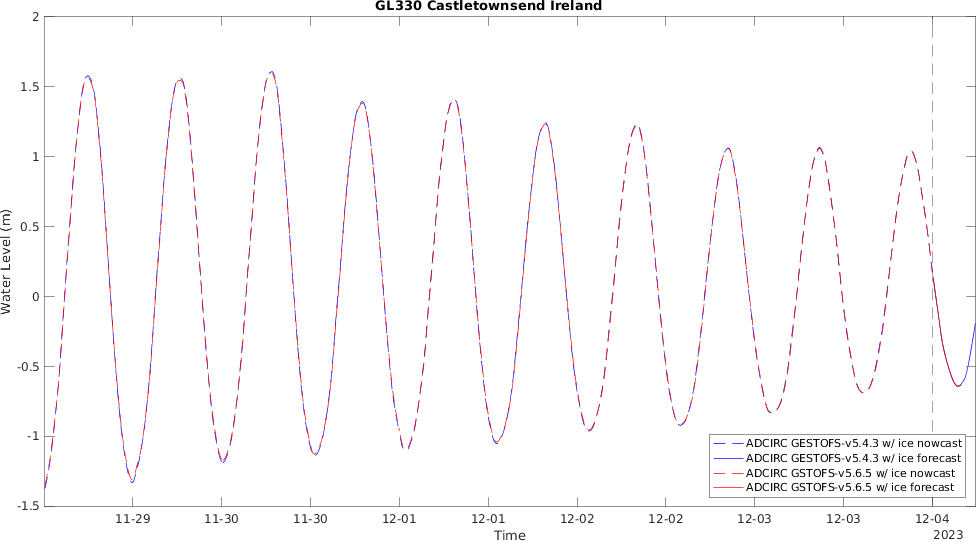 GL330 Castletownsend Ireland
2
1.5
1
0.5
0
-0.5
-1
-1.5
Water Level (m)
11-29
11-30
11-30
12-01
12-01
12-02
12-02
12-03
12-03
12-04
2023
Time
ADCIRC GESTOFS-v5.4.3 w/ ice nowcast
ADCIRC GESTOFS-v5.4.3 w/ ice forecast
ADCIRC GSTOFS-v5.6.5 w/ ice nowcast
ADCIRC GSTOFS-v5.6.5 w/ ice forecast